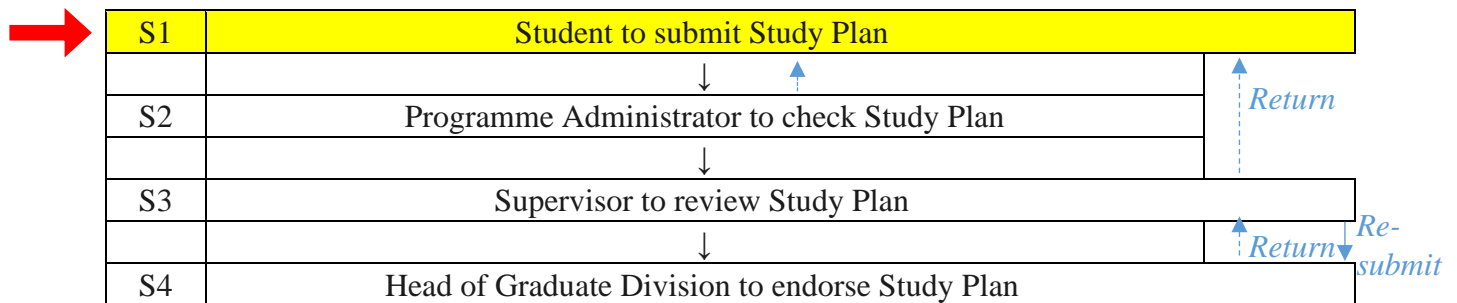 S1 Student to submit Study Plan
↓
Return
S2 Programme Administrator to check Study Plan
↓
S3 Supervisor to review Study Plan
↓
Return
Re-
submit
S4 Head of Graduate Division to endorse Study Plan